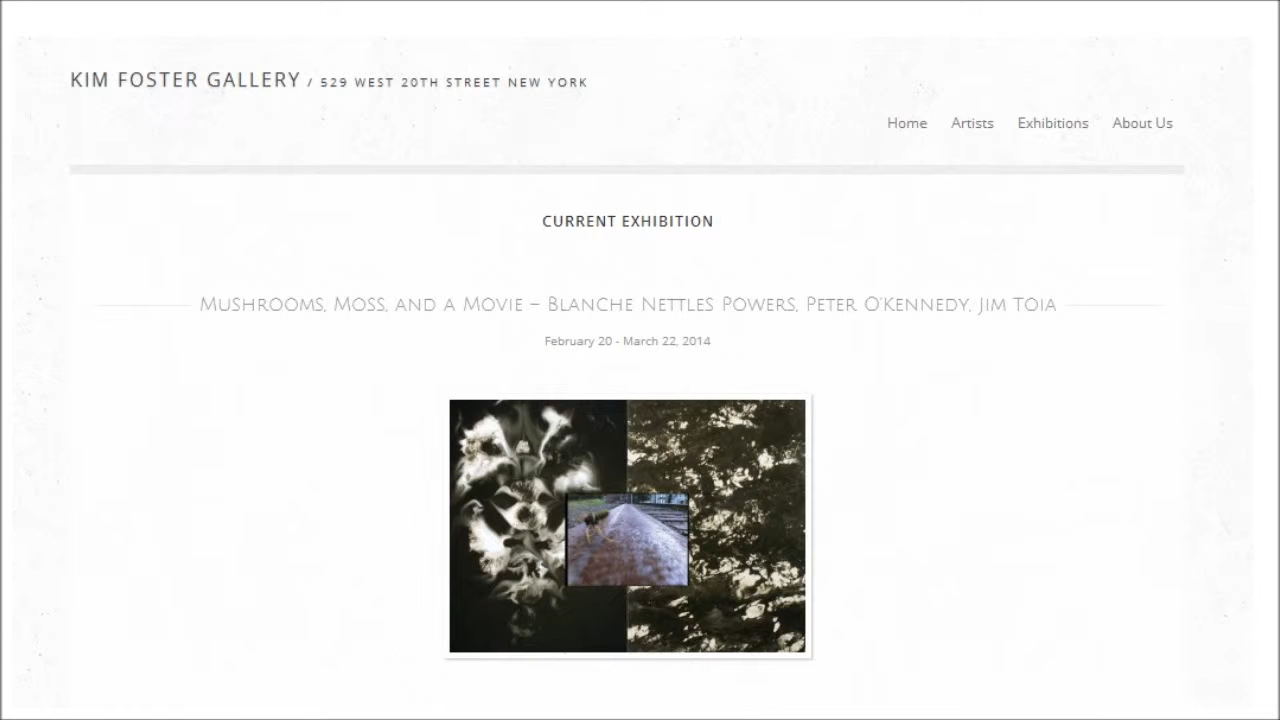 KIM FOSTER GALLERY / 529 WEST 20TH STREET NEW YORK
Home Artists Exhibitions About Us
CURRENT EXHIBITION
MUSHROOMS, MOSS, AND A MOVIE – BLANCHE NETTLES POWERS, PETER O'KENNEDY, JIM TOIA
February 20 - March 22, 2014